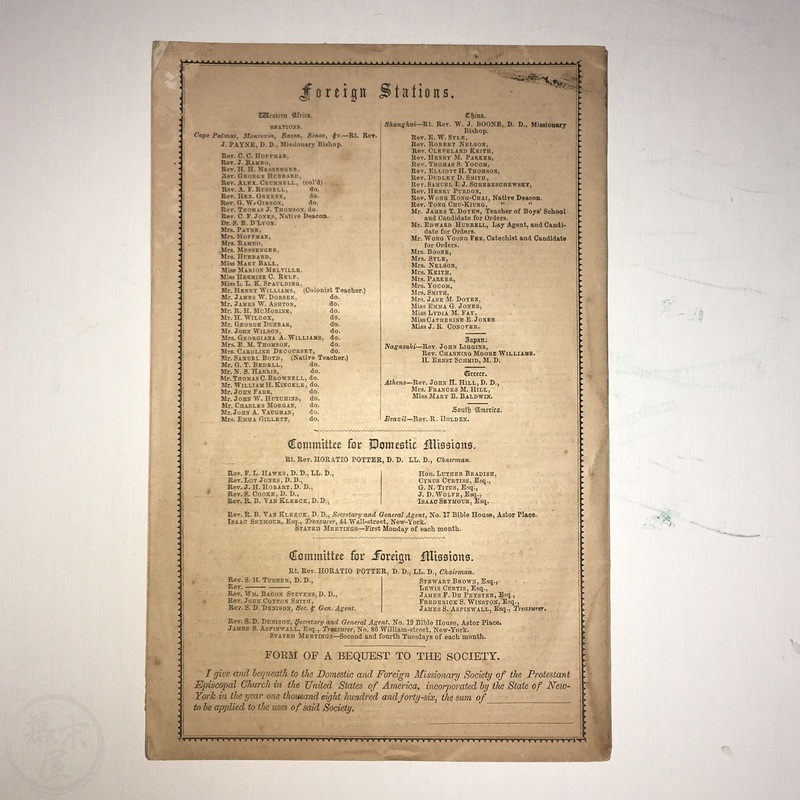 Foreign Stations.
Western Africa.
STATIONS.
Cape Palmas, Monrovia, Bassa, Sinoe, &c.—Rt. Rev.
J. PAYNE, D. D., Missionary Bishop.
Rev. C. C. HOFFMAN,
Rev. J. RAMBO,
Rev. H. H. MESSENGER,
Rev. GEORGE HUBBARD,
Rev. ALEX. CRUMMELL, (col'd)
Rev. A. F. RUSSELL, do.
Rev. HEZ. GREENE, do.
Rev. G. W. GIBSON, do.
Rev. THOMAS J. THOMSON, do.
Rev. C. F. JONES, Native Deacon.
Dr. S. B. D'LYON.
Mrs. PAYNE,
Mrs. HOFFMAN,
Mrs. RAMBO,
Mrs. MESSENGER,
Mrs. HUBBARD,
Miss MARY BALL,
Miss MARION MELVILLE.
Miss HERMINE C. RELF,
Miss L. L. K. SPAULDING,
Mr. HENRY WILLIAMS, (Colonist Teacher.)
Mr. JAMES W. DORSEN, do.
Mr. JAMES W. ASHTON, do.
Mr. R. H. McMORINE, do.
Mr. H. WILCOX, do.
Mr. GEORGE DUNBAR, do.
Mr. JOHN WILSON, do.
Mrs. GEORGIANA A. WILLIAMS, do.
Mrs. E. M. THOMSON, do.
Mrs. CAROLINE DECOURSEY, do.
Mr. SAMUEL BOYD, (Native Teacher.)
Mr. G. T. BEDELL, do.
Mr. N. S. HARRIS, do.
Mr. THOMAS C. BROWNELL, do.
Mr. WILLIAM H. KINCKLE, do.
Mr. JOHN FARR, do.
Mr. JOHN W. HUTCHINS, do.
Mr. CHARLES MORGAN, do.
Mr. JOHN A. VAUGHAN, do.
Mrs. EMMA GILLETT, do.
China.
Shanghai—Rt. Rev. W. J. BOONE, D. D., Missionary
Bishop.
Rev. E. W. SYLE,
Rev. ROBERT NELSON,
Rev. CLEVELAND KEITH,
Rev. HENRY M. PARKER,
Rev. THOMAS S. YOCOM,
Rev. ELLIOTT H. THOMSON,
Rev. DUDLEY D. SMITH,
Rev. SAMUEL I. J. SCHERESCHEWSKY,
Rev. HENRY PURDON,
Rev. WONG KONG-CHAI, Native Deacon.
Rev. TONG CHU-KIUNG, " "
Mr. JAMES T. DOYEN, Teacher of Boys' School
and Candidate for Orders.
Mr. EDWARD HUBBELL, Lay Agent, and Candi-
date for Orders.
Mr. WONG VOONG FEE, Catechist and Candidate
for Orders.
Mrs. BOONE,
Mrs. SYLE,
Mrs. NELSON,
Mrs. KEITH,
Mrs. PARKER,
Mrs. YOCOM,
Mrs. SMITH,
Mrs. JANE M. DOYEN,
Miss EMMA G. JONES,
Miss LYDIA M. FAY,
Miss CATHERINE E. JONES
Miss J. R. CONOVER.
Japan.
Nagasaki—Rev. JOHN LIGGINS,
Rev. CHANNING MOORE WILLIAMS.
H. ERNST SCHMID, M. D.
Greece.
Athens—Rev. JOHN H. HILL, D. D.,
Mrs. FRANCES M. HILL,
Miss MARY B. BALDWIN.
South America.
Brazil—Rev. R. HOLDEN.
Committee for Domestic Missions.
Rt. Rev. HORATIO POTTER, D. D. LL. D., Chairman.
Rev. F. L. HAWKS, D. D., LL. D.,
Rev. LOT JONES, D. D.,
Rev. J. H. HOBART, D. D.,
Rev. S. COOKE, D. D.,
Rev. R. B. VAN KLEECK, D. D.,
Hon. LUTHER BRADISH,
CYRUS CURTISS, Esq.,
G. N. TITUS, Esq.,
J. D. WOLFE, Esq.,
ISAAC SEYMOUR, Esq.
Rev. R. B. VAN KLEECK, D. D., Secretary and General Agent, No. 17 Bible House, Astor Place.
ISAAC SEYMOUR, Esq., Treasurer, 44 Wall-street, New-York.
STATED MEETINGS—First Monday of each month.
Committee for Foreign Missions.
Rt. Rev. HORATIO POTTER, D. D., LL. D., Chairman.
Rev. S. H. TURNER, D. D.,
Rev. —— ——
Rev. WM. BACON STEVENS, D. D.,
Rev. JOHN COTTON SMITH,
Rev. S. D. DENISON, Sec. & Gen. Agent.
STEWART BROWN, Esq.,
LEWIS CURTIS, Esq.,
JAMES F. DE PEYSTER, Esq.,
FREDERICK S. WINSTON, Esq.,
JAMES S. ASPINWALL, Esq., Treasurer.
Rev. S. D. DENISON, Secretary and General Agent, No. 19 Bible House, Astor Place.
JAMES S. ASPINWALL, Esq., Treasurer, No. 86 William-street, New-York.
STATED MEETINGS—Second and fourth Tuesdays of each month.
FORM OF A BEQUEST TO THE SOCIETY.
I give and bequeath to the Domestic and Foreign Missionary Society of the Protestant
Episcopal Church in the United States of America, incorporated by the State of New-
York in the year one thousand eight hundred and forty-six, the sum of
to be applied to the uses of said Society.